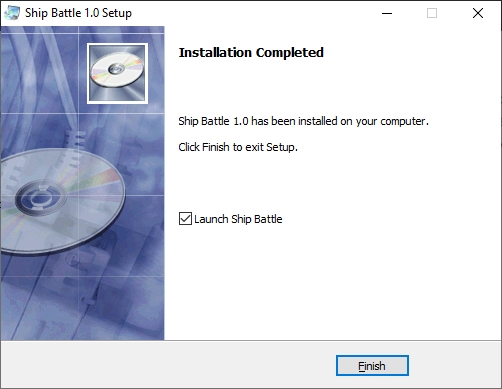 Ship Battle 1.0 Setup
Installation Completed
Ship Battle 1.0 has been installed on your computer.
Click Finish to exit Setup.
Launch Ship Battle
Finish